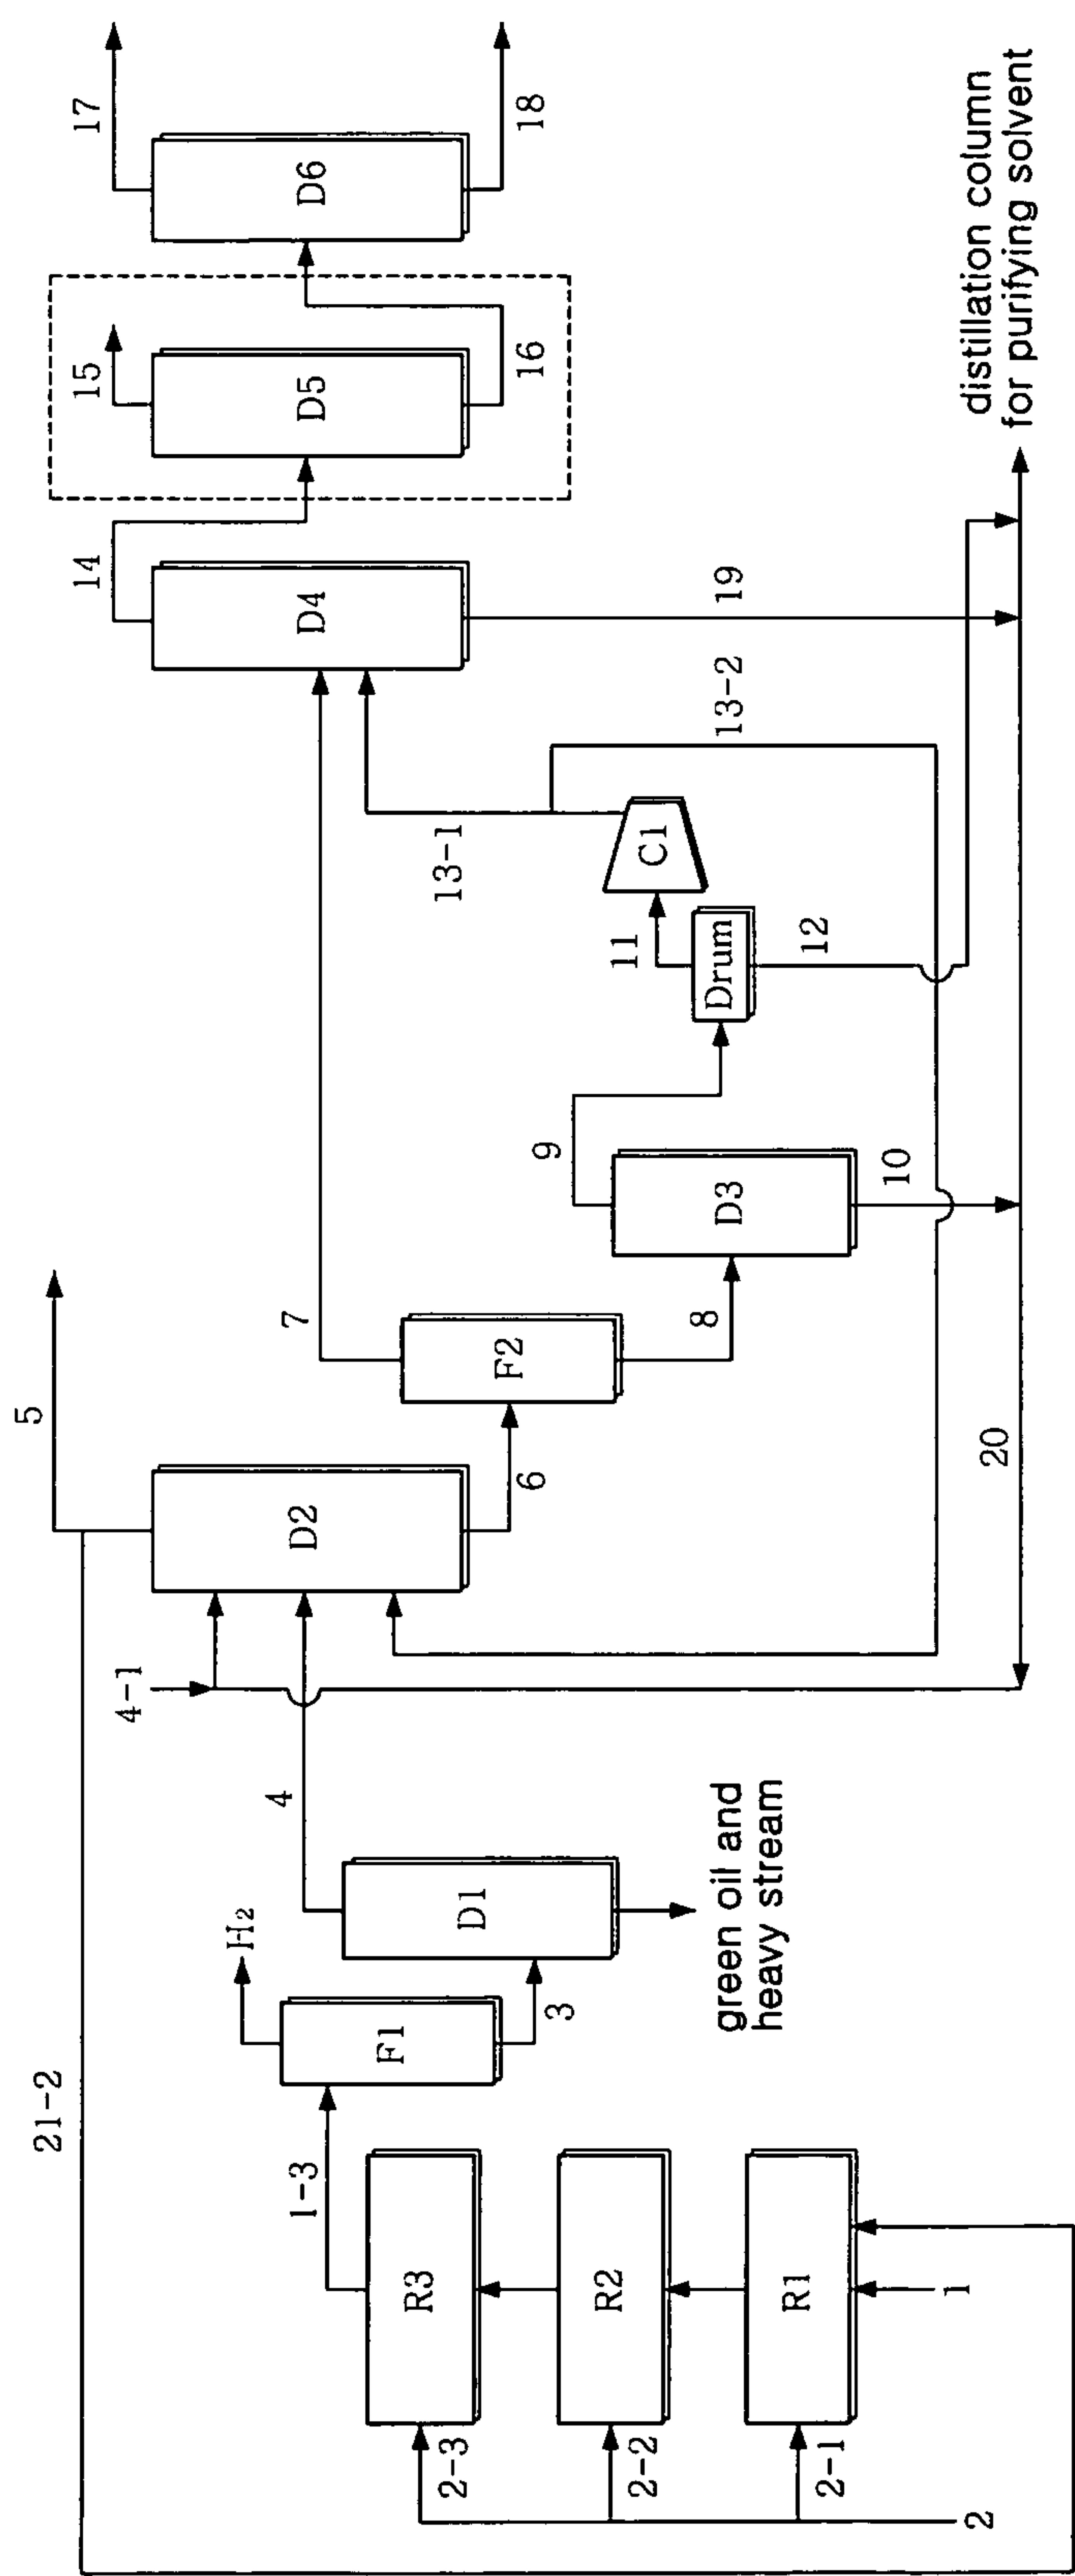 17
18
D6
15
16
D5
14
D4
19
13-2
13-1
C1
11
12
Drum
9
10
D3
7
8
F2
5
6
D2
20
4-1
4
D1
green oil and
heavy stream
H2
F1
3
21-2
1-3
R3
R2
R1
1
2-3
2-2
2-1
2
distillation column
for purifying solvent